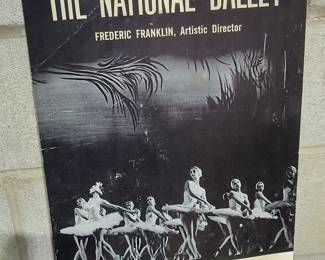 THE NATIONAL BALLET
FREDERIC FRANKLIN, Artistic Director